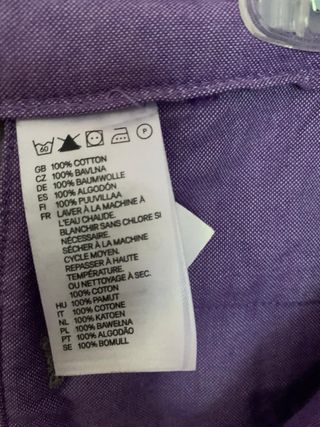 60 P
GB 100% COTTON
CZ 100% BAVLNA
DE 100% BAUMWOLLE
ES 100% ALGODÓN
FI 100% PUUVILLAA
FR LAVER À LA MACHINE À
L'EAU CHAUDE.
BLANCHIR SANS CHLORE SI
NÉCESSAIRE.
SÉCHER À LA MACHINE
CYCLE MOYEN.
REPASSER À HAUTE
TEMPÉRATURE.
OU NETTOYAGE À SEC.
100% COTON
HU 100% PAMUT
IT 100% COTONE
NL 100% KATOEN
PL 100% BAWEŁNA
PT 100% ALGODÃO
SE 100% BOMULL